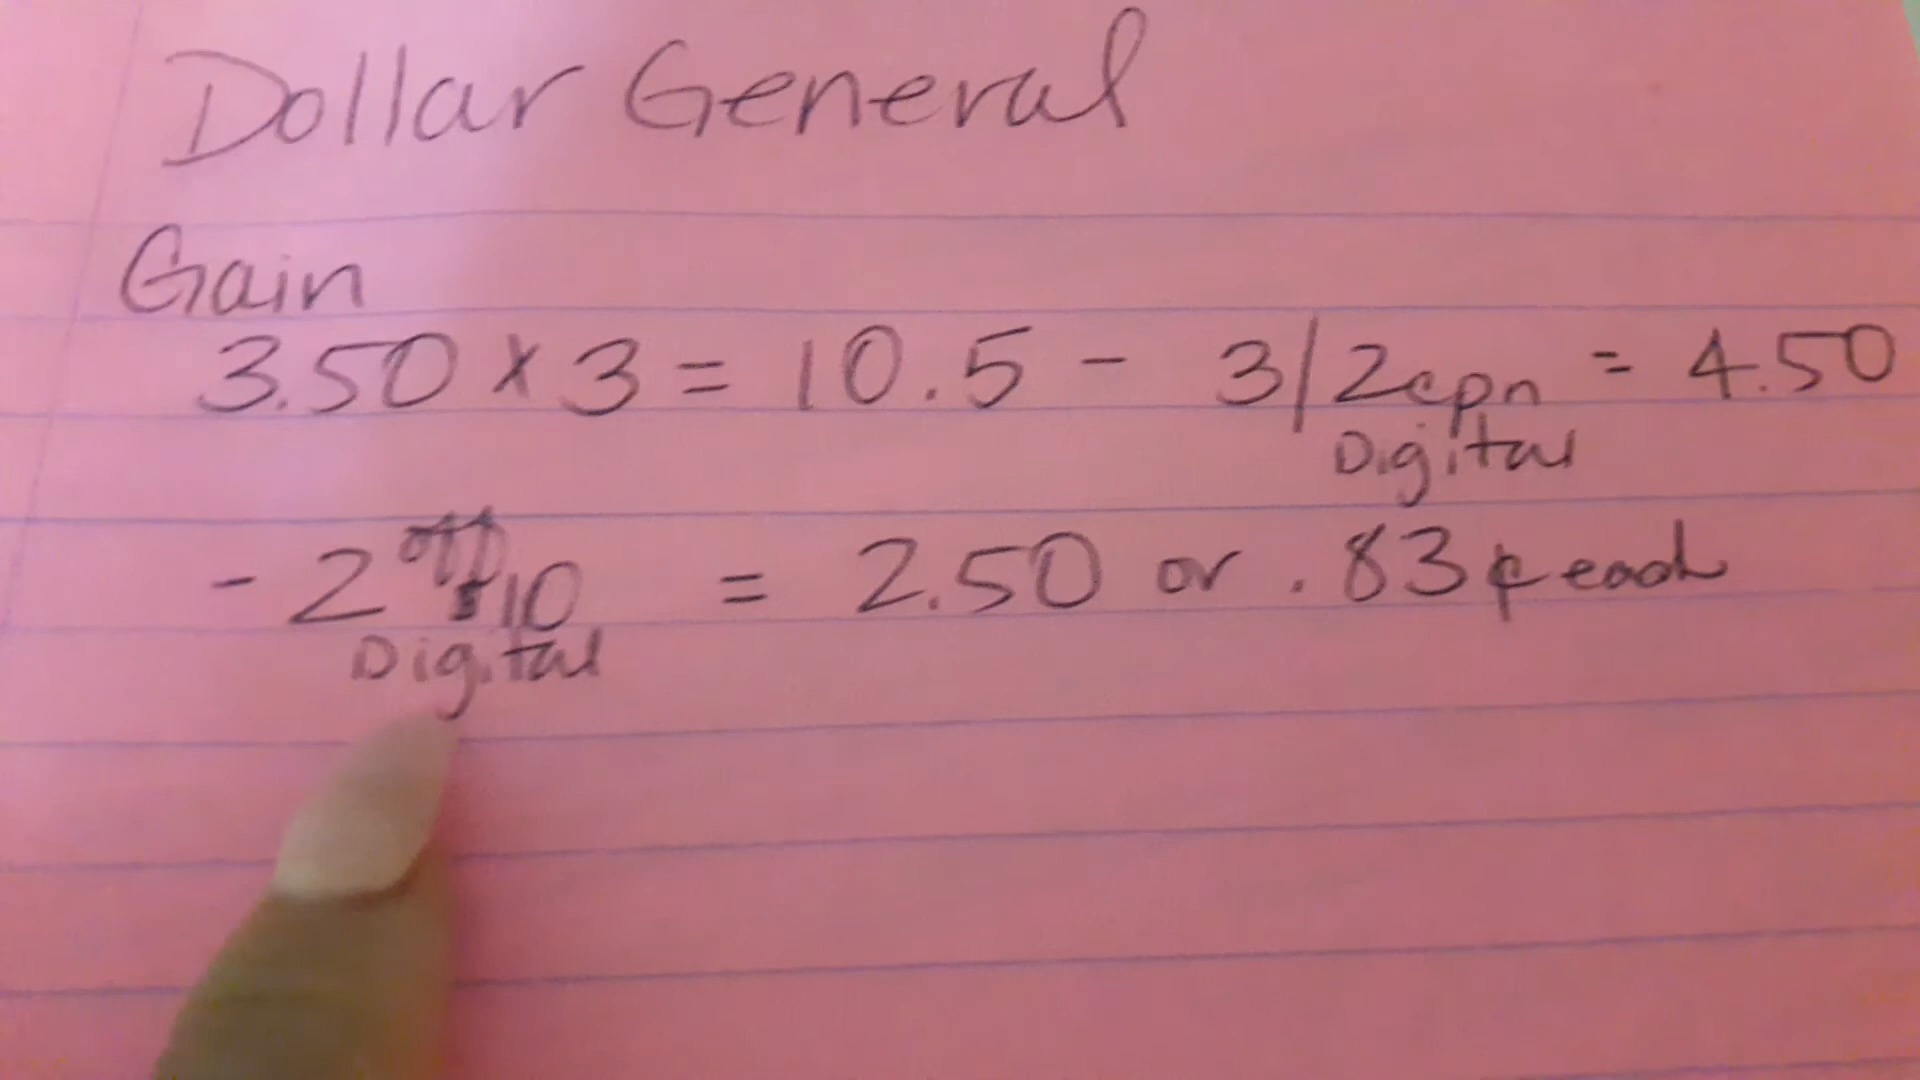 Dollar General
Gain
3.50 x 3 = 10.5 - 3/2cpn = 4.50
Digital
- 2 off $10 = 2.50 or .83¢ each
Digital